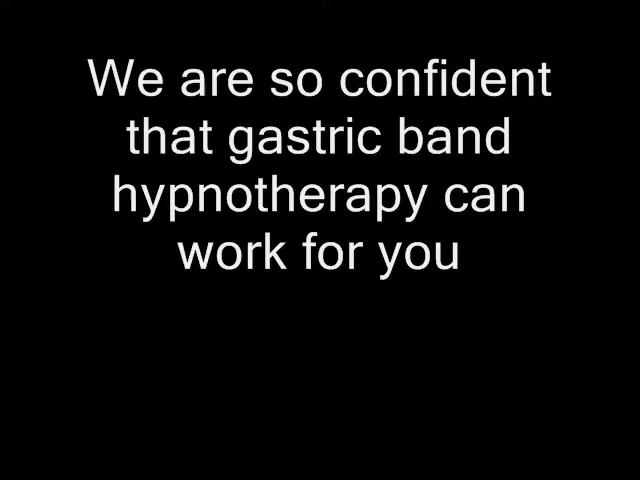 We are so confident
that gastric band
hypnotherapy can
work for you